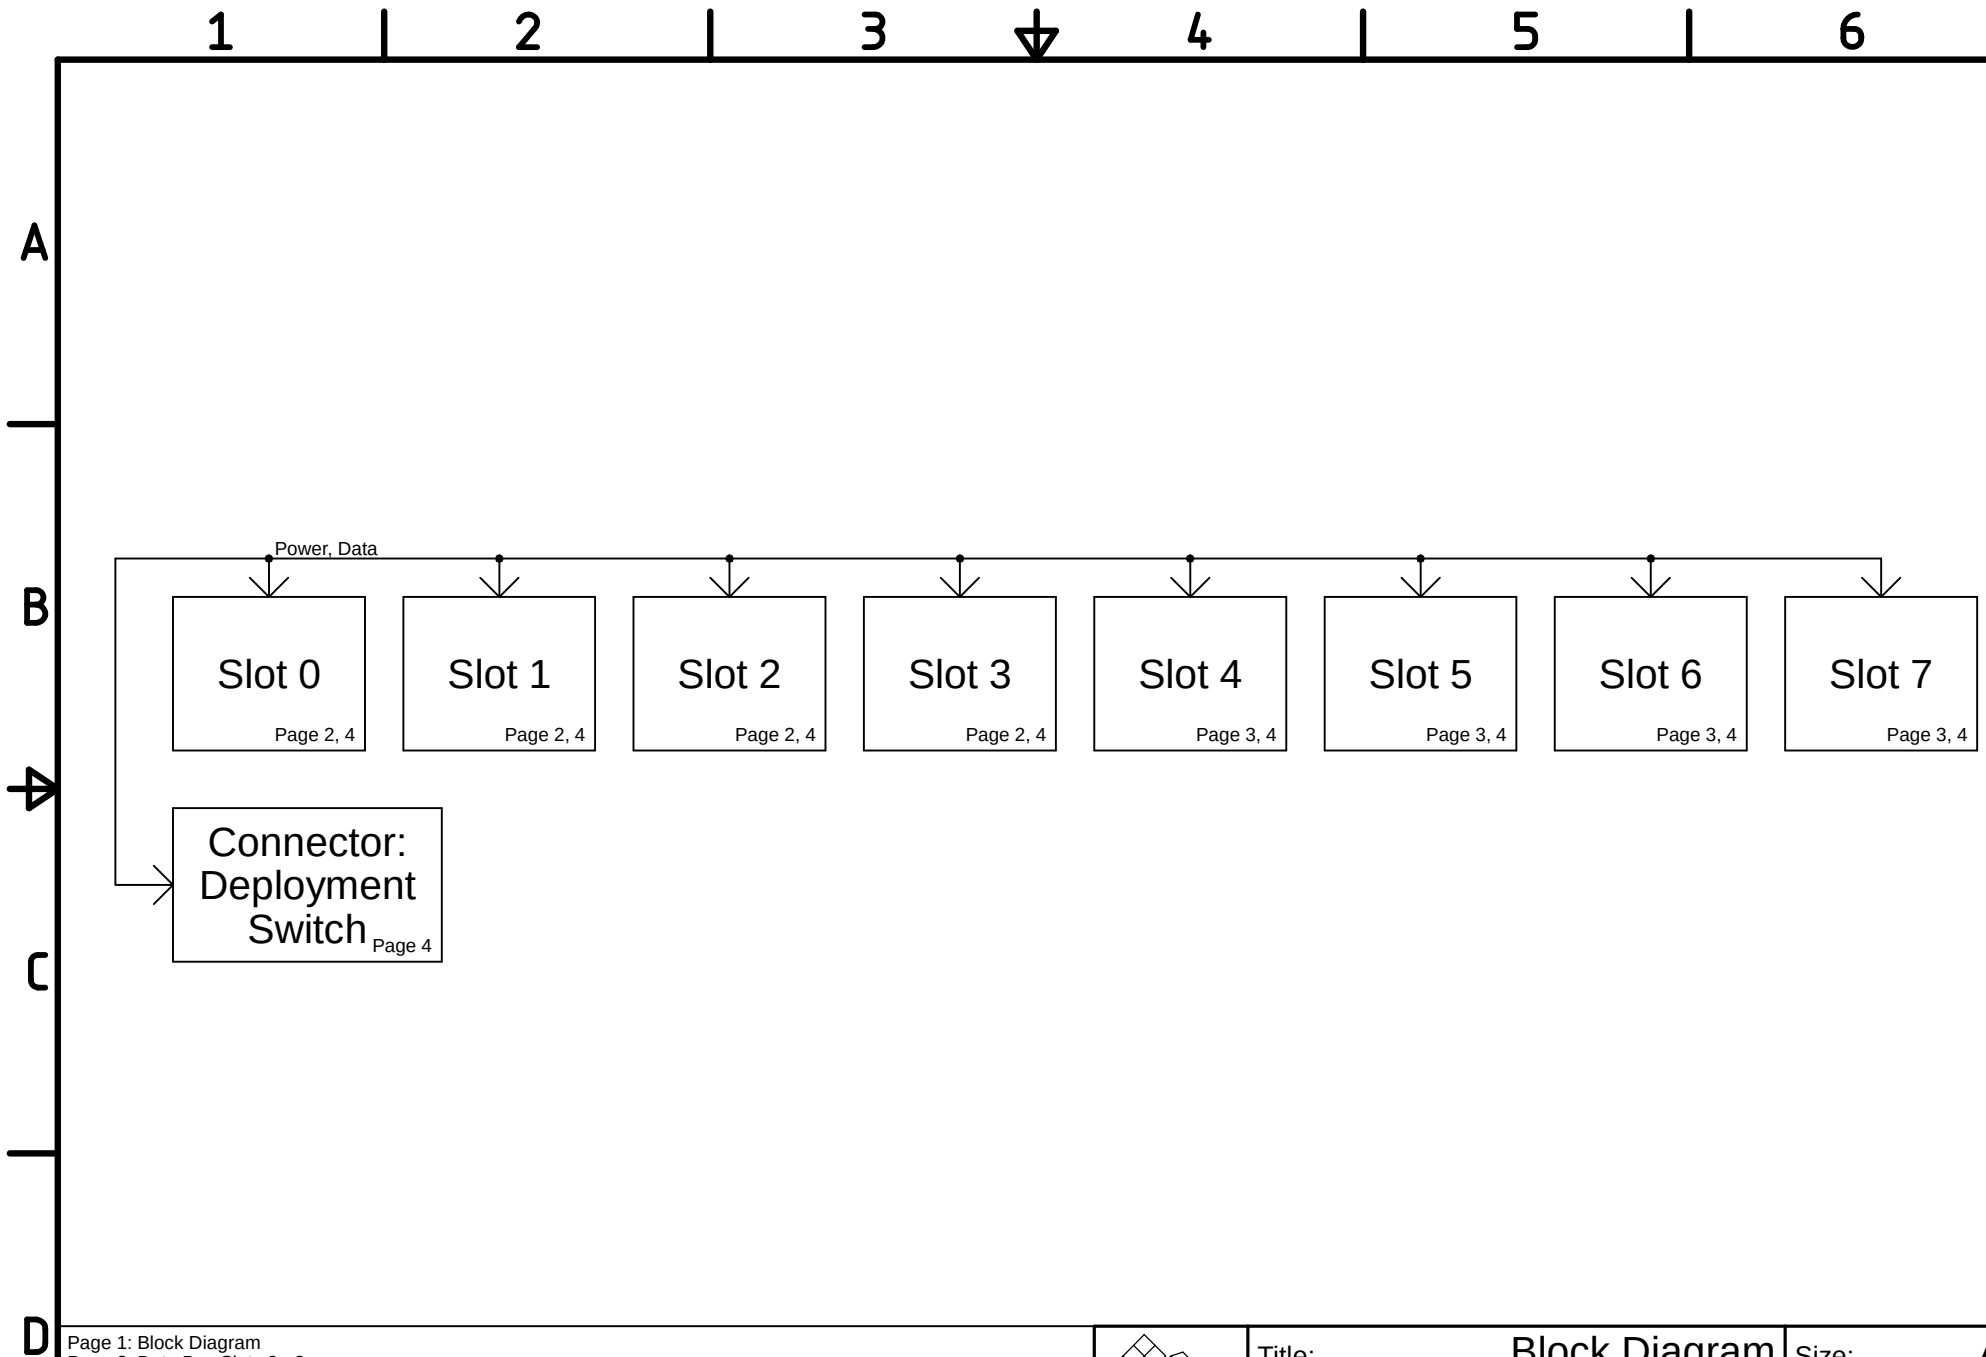 1 2 3 4 5 6
A
Power, Data
B
Slot 0 Slot 1 Slot 2 Slot 3 Slot 4 Slot 5 Slot 6 Slot 7
Page 2, 4 Page 2, 4 Page 2, 4 Page 2, 4 Page 3, 4 Page 3, 4 Page 3, 4 Page 3, 4
Connector:
Deployment
Switch Page 4
C
D
Page 1: Block Diagram
Title: Block Diagram Size: